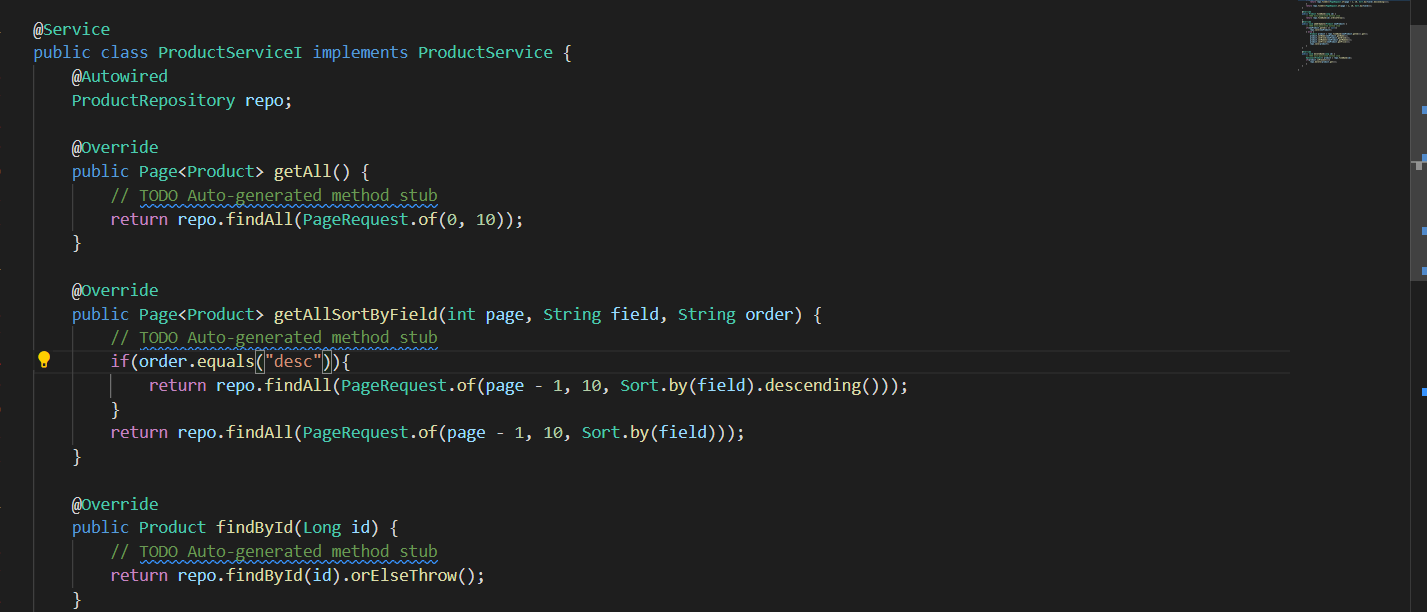 @Service
public class ProductServiceI implements ProductService {
@Autowired
ProductRepository repo;
@Override
public Page<Product> getAll() {
// TODO Auto-generated method stub
return repo.findAll(PageRequest.of(0, 10));
}
@Override
public Page<Product> getAllSortByField(int page, String field, String order) {
// TODO Auto-generated method stub
if(order.equals("desc")){
return repo.findAll(PageRequest.of(page - 1, 10, Sort.by(field).descending()));
}
return repo.findAll(PageRequest.of(page - 1, 10, Sort.by(field)));
}
@Override
public Product findById(Long id) {
// TODO Auto-generated method stub
return repo.findById(id).orElseThrow();
}